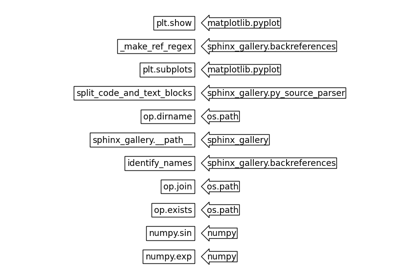 plt.show matplotlib.pyplot
_make_ref_regex sphinx_gallery.backreferences
plt.subplots matplotlib.pyplot
split_code_and_text_blocks sphinx_gallery.py_source_parser
op.dirname os.path
sphinx_gallery.__path__ sphinx_gallery
identify_names sphinx_gallery.backreferences
op.join os.path
op.exists os.path
numpy.sin numpy
numpy.exp numpy